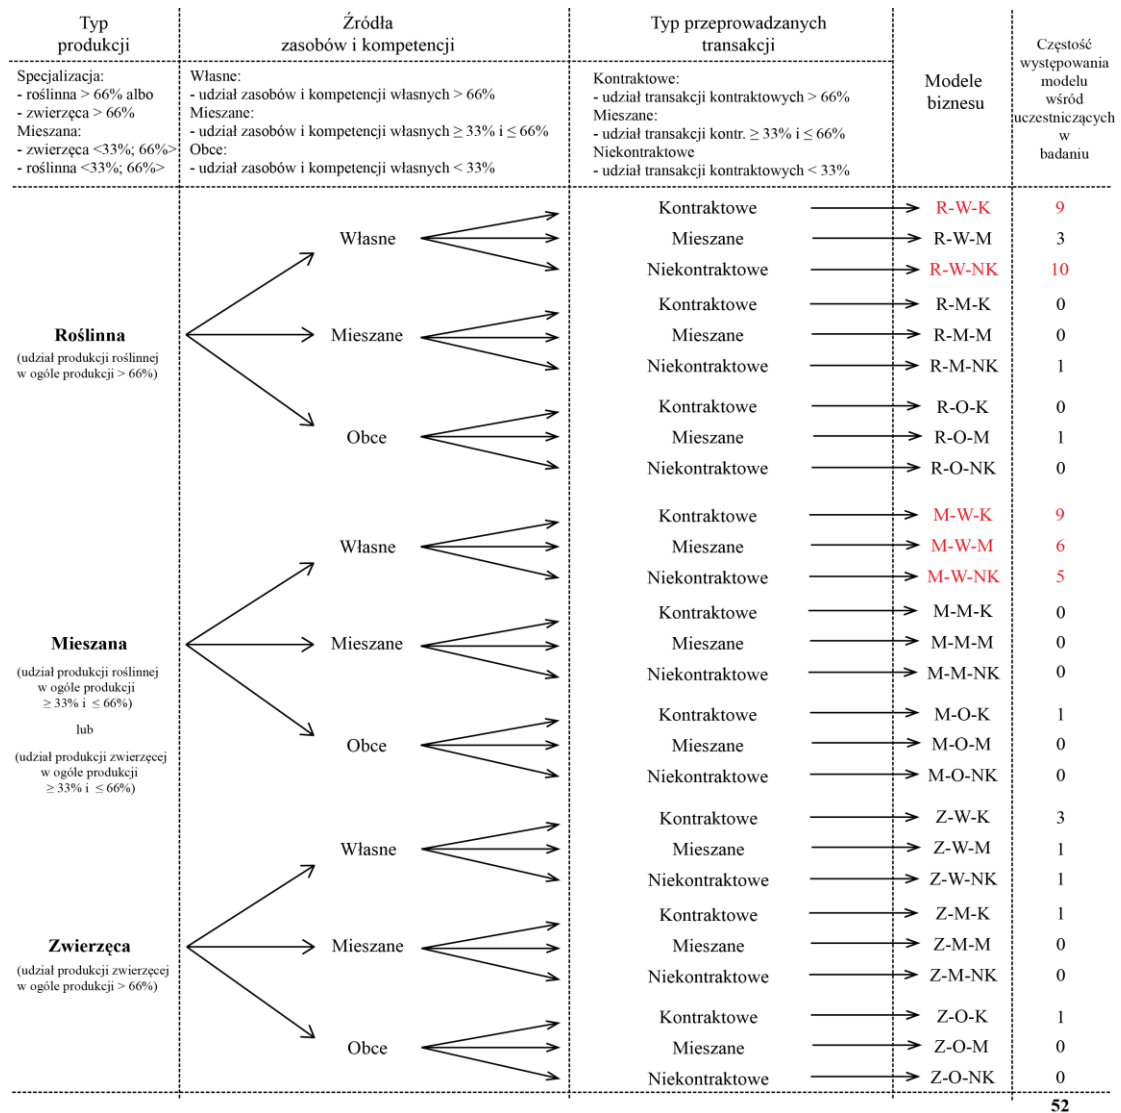 Typ
produkcji
Źródła
zasobów i kompetencji
Typ przeprowadzanych
transakcji
Modele
biznesu
Częstość
występowania
modelu
wśród
uczestniczących
w
badaniu
Specjalizacja:
- roślinna > 66% albo
- zwierzęca > 66%
Mieszana:
- zwierzęca <33%; 66%>
- roślinna <33%; 66%>
Własne:
- udział zasobów i kompetencji własnych > 66%
Mieszane:
- udział zasobów i kompetencji własnych ≥ 33% i ≤ 66%
Obce:
- udział zasobów i kompetencji własnych < 33%
Kontraktowe:
- udział transakcji kontraktowych > 66%
Mieszane:
- udział transakcji kontr. ≥ 33% i ≤ 66%
Niekontraktowe
- udział transakcji kontraktowych < 33%
Roślinna
(udział produkcji roślinnej
w ogóle produkcji > 66%)
Własne
Kontraktowe R-W-K 9
Mieszane R-W-M 3
Niekontraktowe R-W-NK 10
Mieszane
Kontraktowe R-M-K 0
Mieszane R-M-M 0
Niekontraktowe R-M-NK 1
Obce
Kontraktowe R-O-K 0
Mieszane R-O-M 1
Niekontraktowe R-O-NK 0
Mieszana
(udział produkcji roślinnej
w ogóle produkcji
≥ 33% i ≤ 66%)
lub
(udział produkcji zwierzęcej
w ogóle produkcji
≥ 33% i ≤ 66%)
Własne
Kontraktowe M-W-K 9
Mieszane M-W-M 6
Niekontraktowe M-W-NK 5
Mieszane
Kontraktowe M-M-K 0
Mieszane M-M-M 0
Niekontraktowe M-M-NK 0
Obce
Kontraktowe M-O-K 1
Mieszane M-O-M 0
Niekontraktowe M-O-NK 0
Zwierzęca
(udział produkcji zwierzęcej
w ogóle produkcji > 66%)
Własne
Kontraktowe Z-W-K 3
Mieszane Z-W-M 1
Niekontraktowe Z-W-NK 1
Mieszane
Kontraktowe Z-M-K 1
Mieszane Z-M-M 0
Niekontraktowe Z-M-NK 0
Obce
Kontraktowe Z-O-K 1
Mieszane Z-O-M 0
Niekontraktowe Z-O-NK 0
52